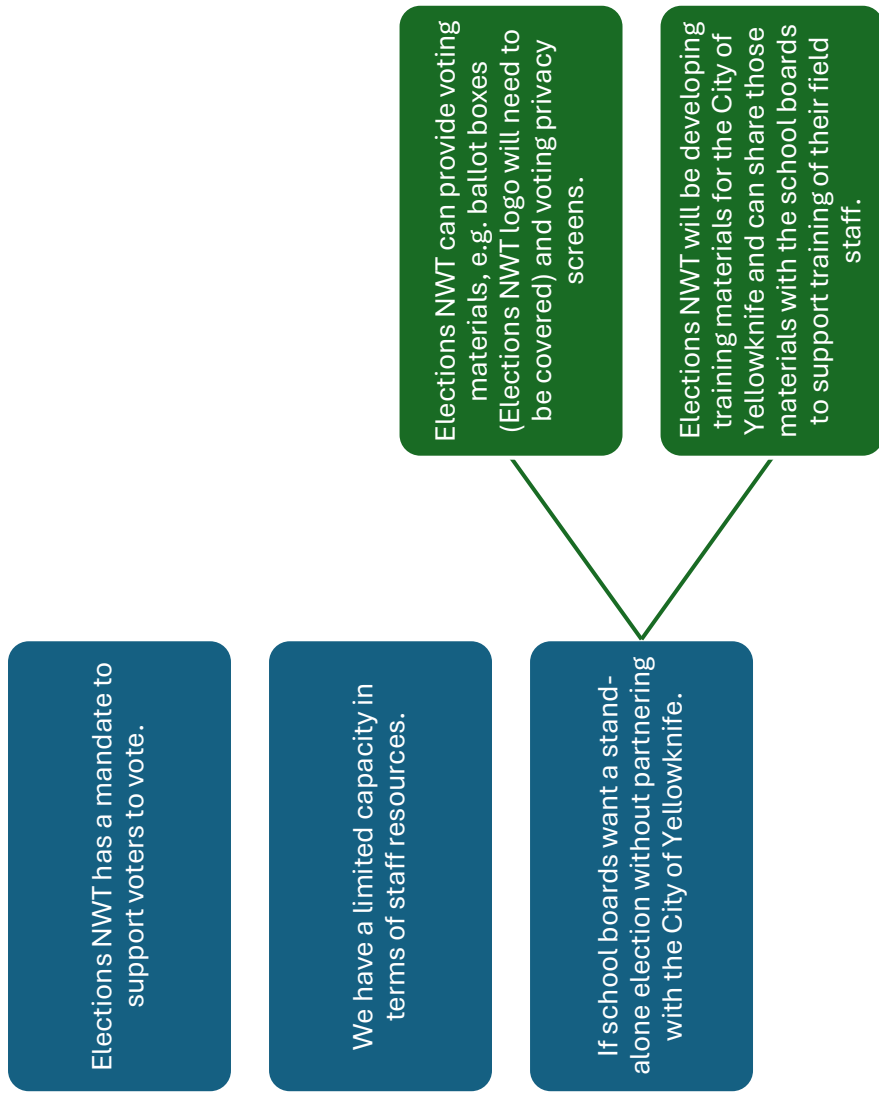 Elections NWT has a mandate to
support voters to vote.
We have a limited capacity in
terms of staff resources.
If school boards want a stand-
alone election without partnering
with the City of Yellowknife.
Elections NWT can provide voting
materials, e.g. ballot boxes
(Elections NWT logo will need to
be covered) and voting privacy
screens.
Elections NWT will be developing
training materials for the City of
Yellowknife and can share those
materials with the school boards
to support training of their field
staff.